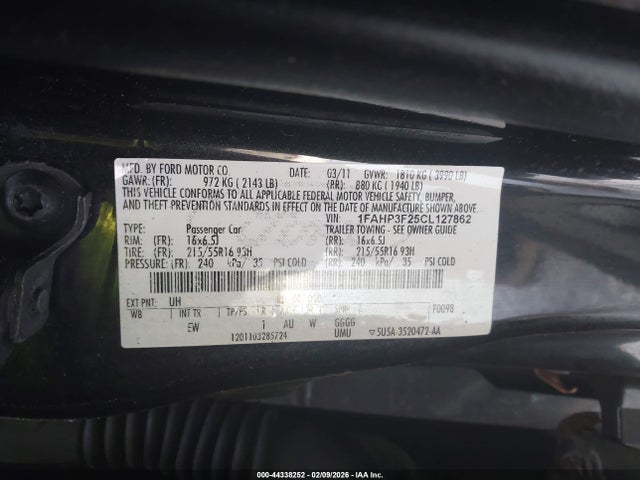 MFD. BY FORD MOTOR CO. DATE: 03/11 GVWR: 1810 KG ( 3990 LB)
GAWR: (FR): 972 KG ( 2143 LB) (RR): 880 KG ( 1940 LB)
THIS VEHICLE CONFORMS TO ALL APPLICABLE FEDERAL MOTOR VEHICLE SAFETY, BUMPER,
AND THEFT PREVENTION STANDARDS IN EFFECT ON THE DATE OF MANUFACTURE SHOWN ABOVE.
VIN: 1FAHP3F25CL127862
TYPE: Passenger Car TRAILER TOWING - SEE OWNER GUIDE
RIM: (FR): 16x6.5J (RR): 16x6.5J
TIRE: (FR): 215/55R16 93H (RR): 215/55R16 93H
PRESSURE: (FR): 240 kPa/ 35 PSI COLD (RR): 240 kPa/ 35 PSI COLD
EXT PNT: UH
F0098
WB INT TR TP/PS R AXLE TR SPRG
EW 1 AU W GGGG
UMU
1201103285724
5U5A-3520472-AA
000-44338252 - 02/09/2026 - IAA Inc.